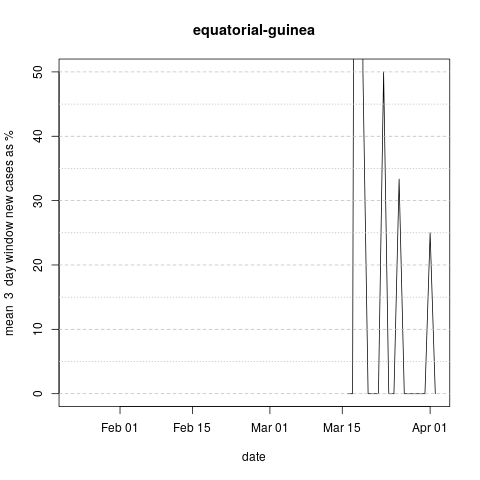 equatorial-guinea
mean 3 day window new cases as %
50
40
30
20
10
0
Feb 01 Feb 15 Mar 01 Mar 15 Apr 01
date